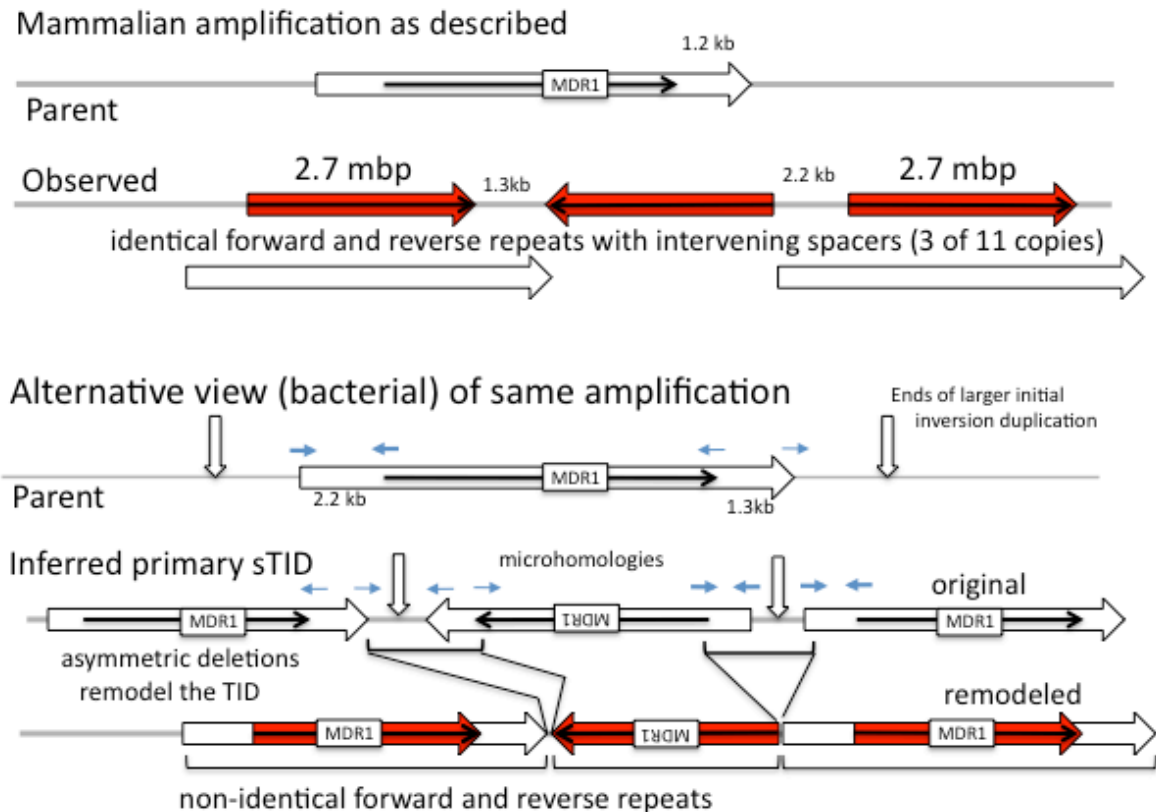 Mammalian amplification as described
1.2 kb
MDR1
Parent
Observed
2.7 mbp
1.3kb
2.2 kb
2.7 mbp
identical forward and reverse repeats with intervening spacers (3 of 11 copies)
Alternative view (bacterial) of same amplification
Ends of larger initial
inversion duplication
MDR1
Parent
2.2 kb
1.3kb
Inferred primary sTID
microhomologies
original
MDR1
MDR1
MDR1
asymmetric deletions
remodel the TID
remodeled
MDR1
MDR1
MDR1
non-identical forward and reverse repeats